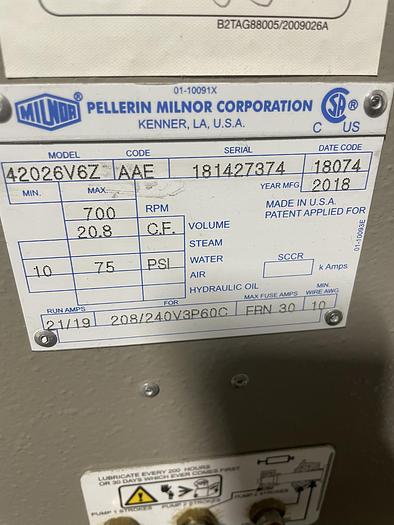 B2TAG88005/2009026A
01-10091X
MILNOR ®
PELLERIN MILNOR CORPORATION
KENNER, LA, U.S.A.
CSA ®
C US
MODEL CODE SERIAL DATE CODE
42026V6Z AAE 181427374 18074
MIN. MAX. YEAR MFG. 2018
700 RPM MADE IN U.S.A.
PATENT APPLIED FOR
20.8 C.F. VOLUME
STEAM
10 75 PSI WATER SCCR
AIR k Amps
HYDRAULIC OIL
01-10093E
RUN AMPS FOR MAX FUSE AMPS MIN. WIRE AWG
21/19 208/240V3P60C FRN 30 10
LUBRICATE EVERY 200 HOURS
OR 30 DAYS WHICH EVER COMES FIRST
PUMP 1 STROKES PUMP 2 STROKES PUMP 2 STROKES